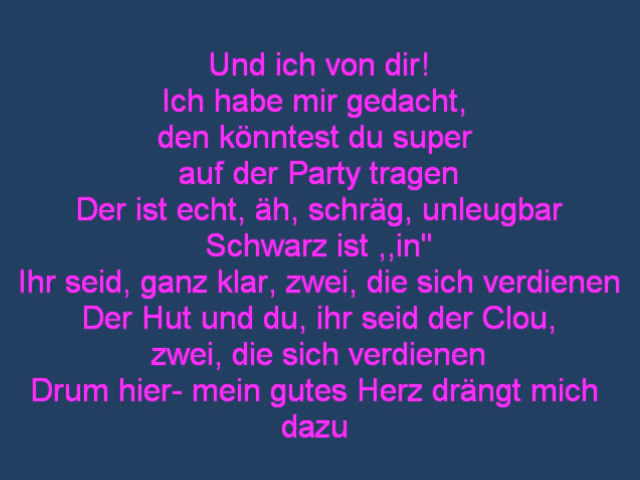 Und ich von dir!
Ich habe mir gedacht,
den könntest du super
auf der Party tragen
Der ist echt, äh, schräg, unleugbar
Schwarz ist ,,in"
Ihr seid, ganz klar, zwei, die sich verdienen
Der Hut und du, ihr seid der Clou,
zwei, die sich verdienen
Drum hier- mein gutes Herz drängt mich
dazu